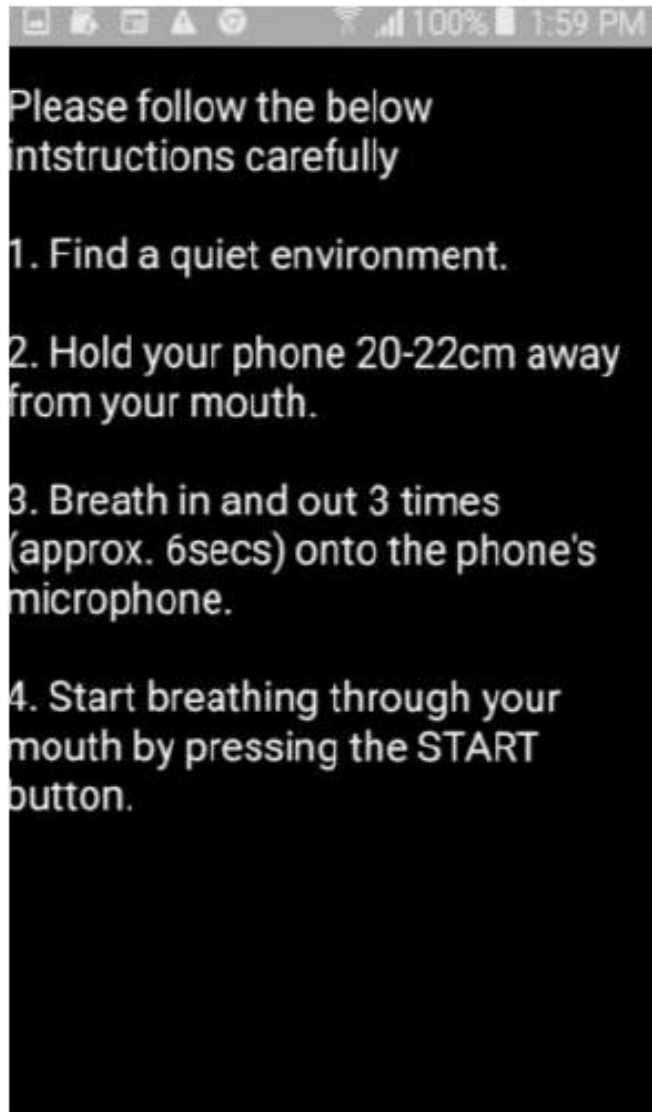 100% 1:59 PM
Please follow the below
intstructions carefully
1. Find a quiet environment.
2. Hold your phone 20-22cm away
from your mouth.
3. Breath in and out 3 times
(approx. 6secs) onto the phone's
microphone.
4. Start breathing through your
mouth by pressing the START
button.